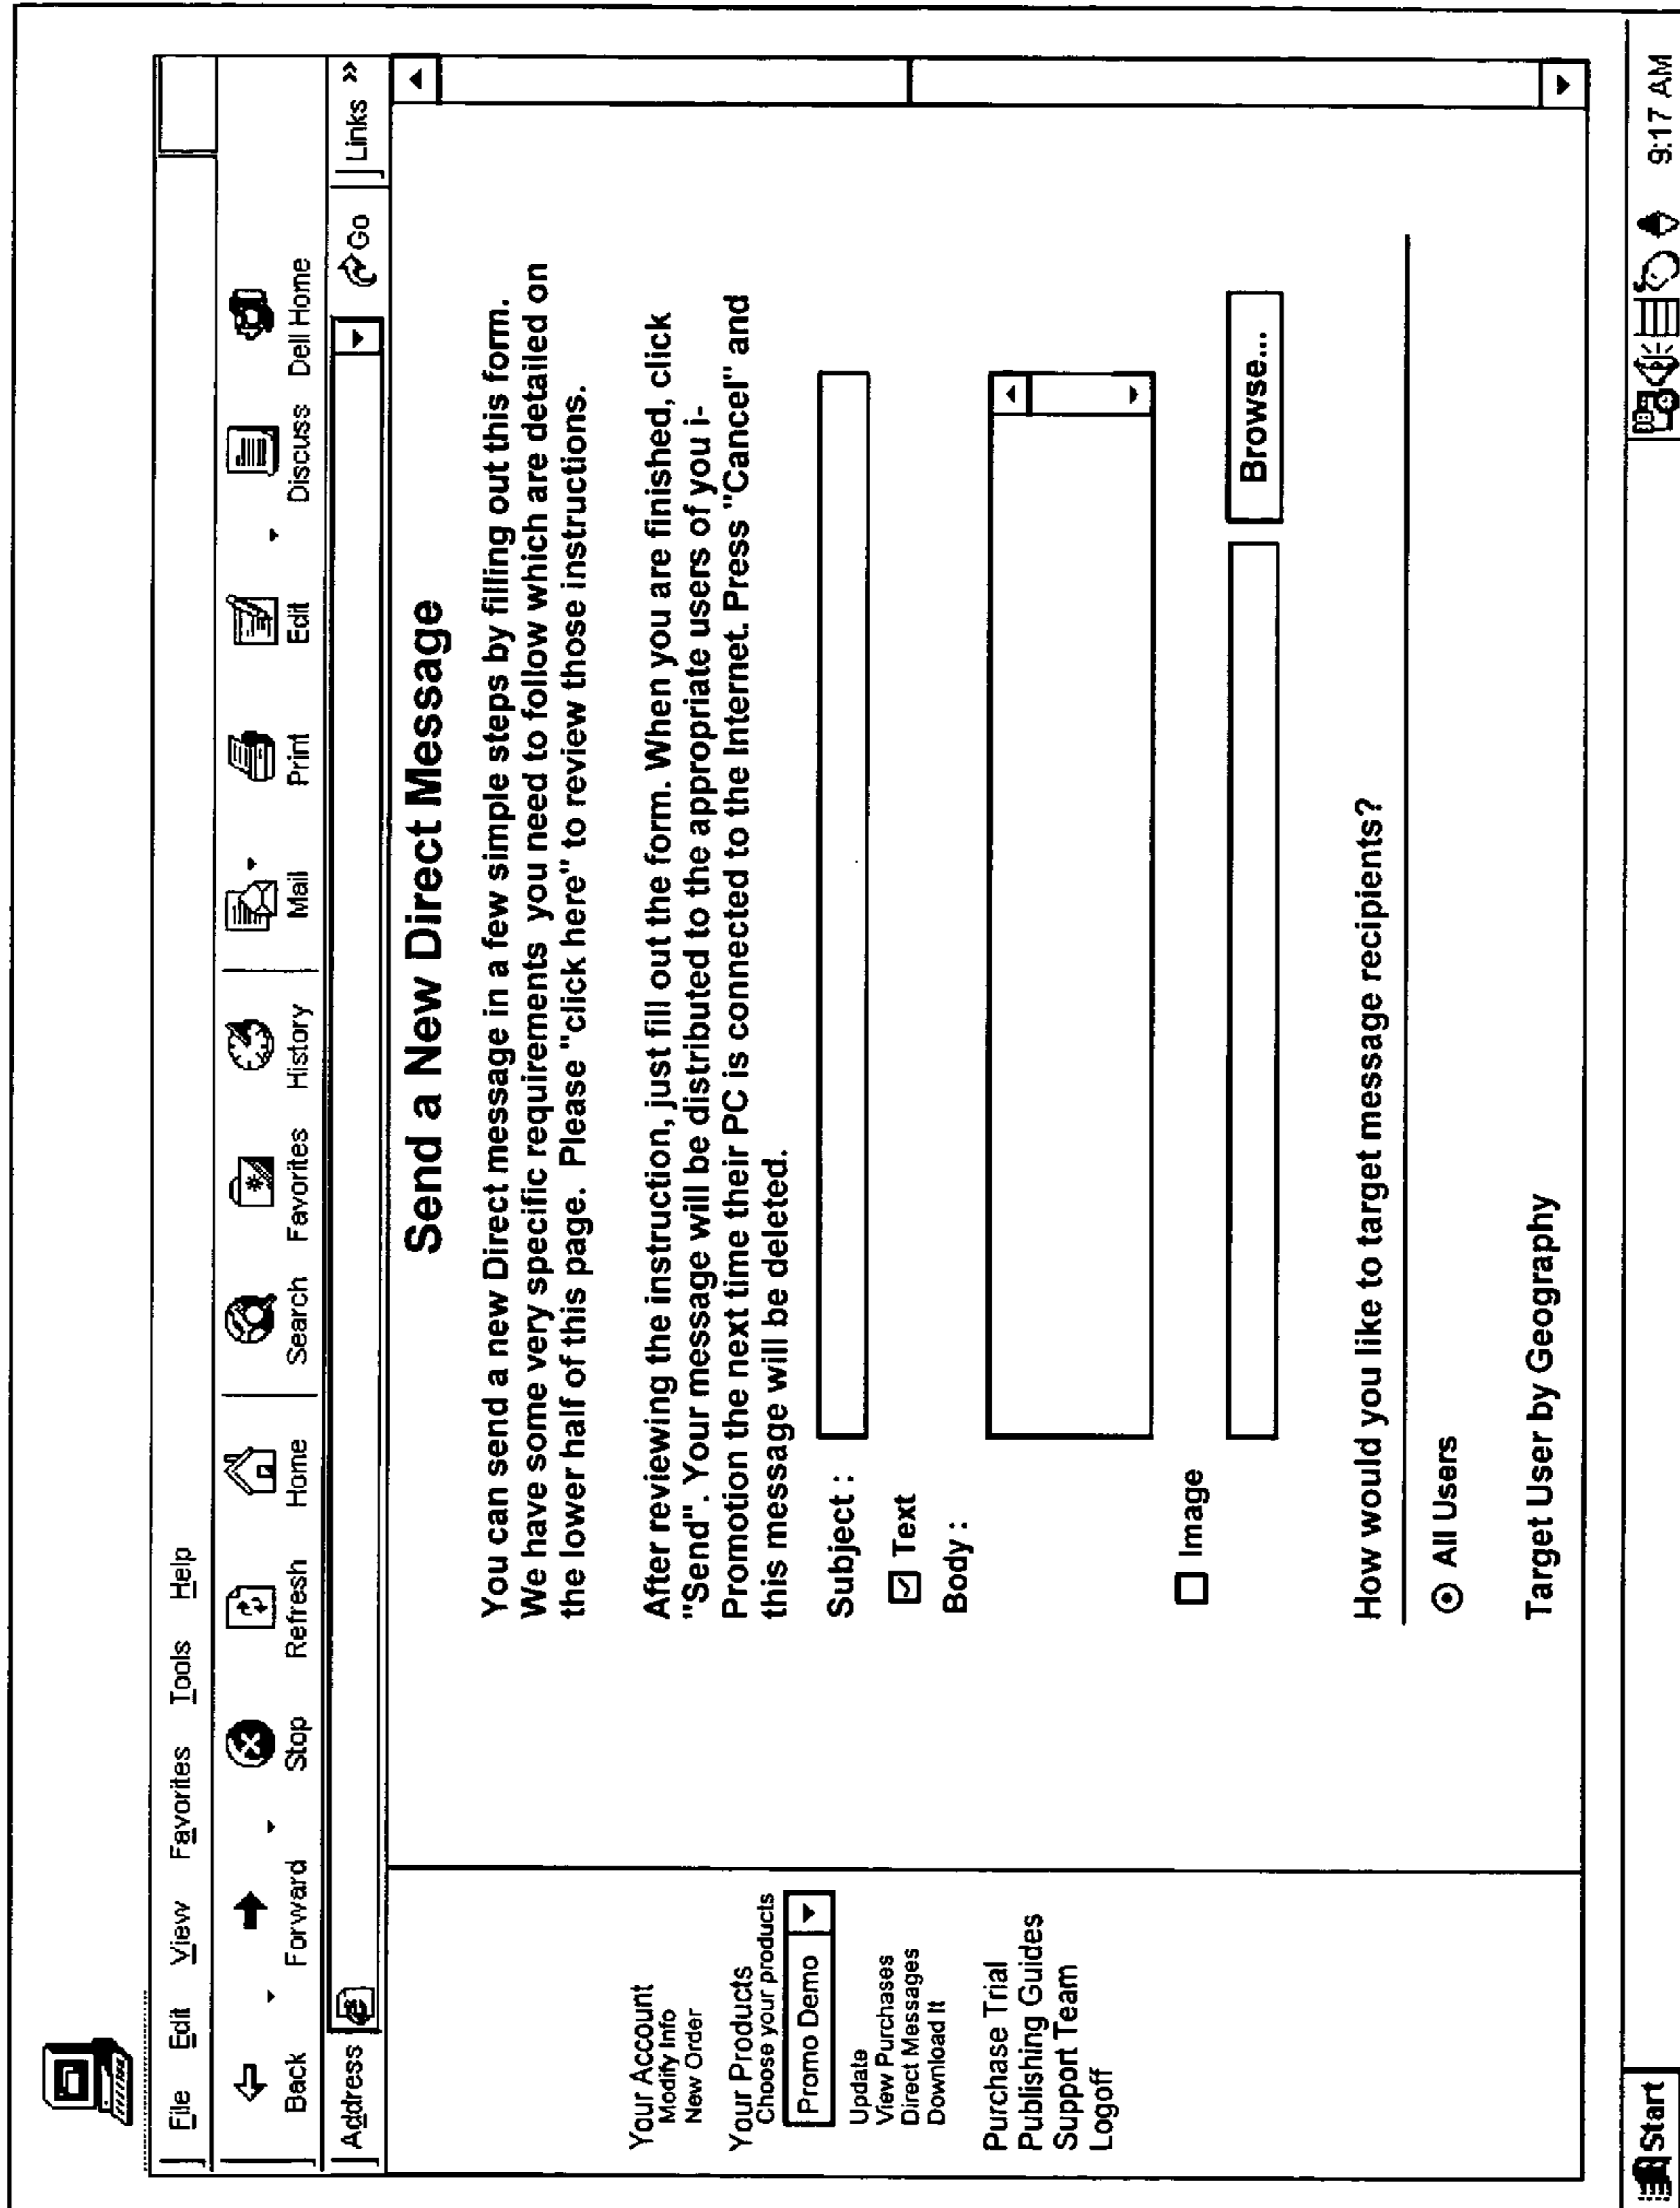 File Edit View Favorites Tools Help
Back Forward Stop Refresh Home Search Favorites History Mail Print Edit Discuss Dell Home
Address Go Links »
Your Account
Modify Info
New Order
Your Products
Choose your products
Promo Demo
Update
View Purchases
Direct Messages
Download It
Purchase Trial
Publishing Guides
Support Team
Logoff
Send a New Direct Message
You can send a new Direct message in a few simple steps by filling out this form.
We have some very specific requirements you need to follow which are detailed on
the lower half of this page. Please "click here" to review those instructions.
After reviewing the instruction, just fill out the form. When you are finished, click
"Send". Your message will be distributed to the appropriate users of you i-
Promotion the next time their PC is connected to the Internet. Press "Cancel" and
this message will be deleted.
Subject :
Text
Body :
Image Browse...
How would you like to target message recipients?
All Users
Target User by Geography
Start 9:17 AM